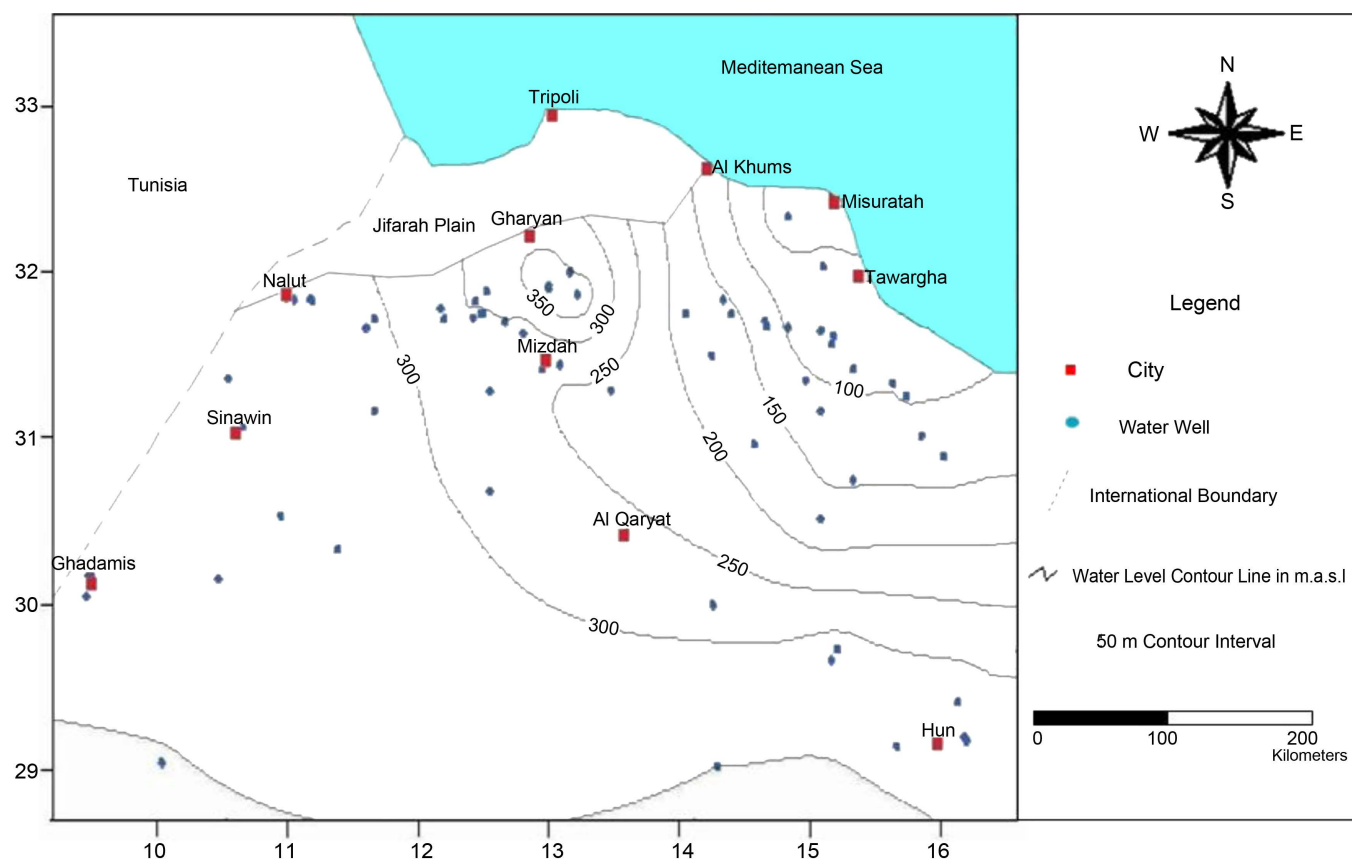 Meditemanean Sea
N
33
Tripoli
W
E
Al Khums
Tunisia
S
Misuratah
Jifarah Plain
Gharyan
32
Nalut
Tawargha
350
300
Legend
Mizdah
300
250
City
100
150
Sinawin
Water Well
31
200
International Boundary
Al Qaryat
Ghadamis
250
Water Level Contour Line in m.a.s.l
30
300
50 m Contour Interval
Hun
0
100
200
Kilometers
29
10
11
12
13
14
15
16